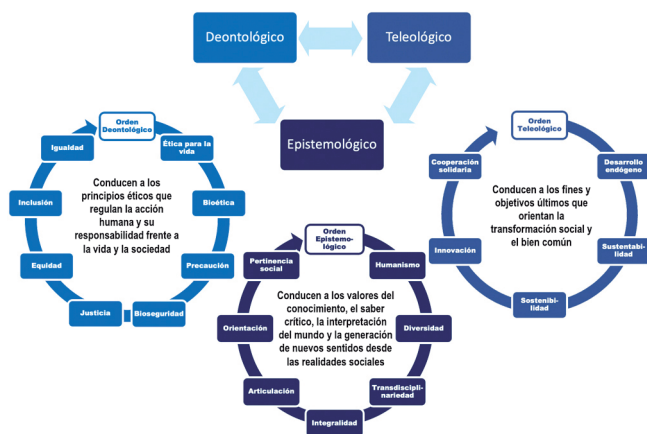 Deontológico
Teleológico
Epistemológico
Orden
Deontológico
Ética para la
vida
Bioética
Precaución
Bioseguridad
Justicia
Equidad
Inclusión
Igualdad
Conducen a los
principios éticos que
regulan la acción
humana y su
responsabilidad frente a
la vida y la sociedad
Orden
Epistemo-
lógico
Humanismo
Diversidad
Transdiscipli-
nariedad
Integralidad
Articulación
Orientación
Pertinencia
social
Conducen a los valores del
conocimiento, el saber
crítico, la interpretación
del mundo y la generación
de nuevos sentidos desde
las realidades sociales
Orden
Teleológico
Desarrollo
endógeno
Sustentabi-
lidad
Sostenibi-
lidad
Innovación
Cooperación
solidaria
Conducen a los fines y
objetivos últimos que
orientan la
transformación social y
el bien común